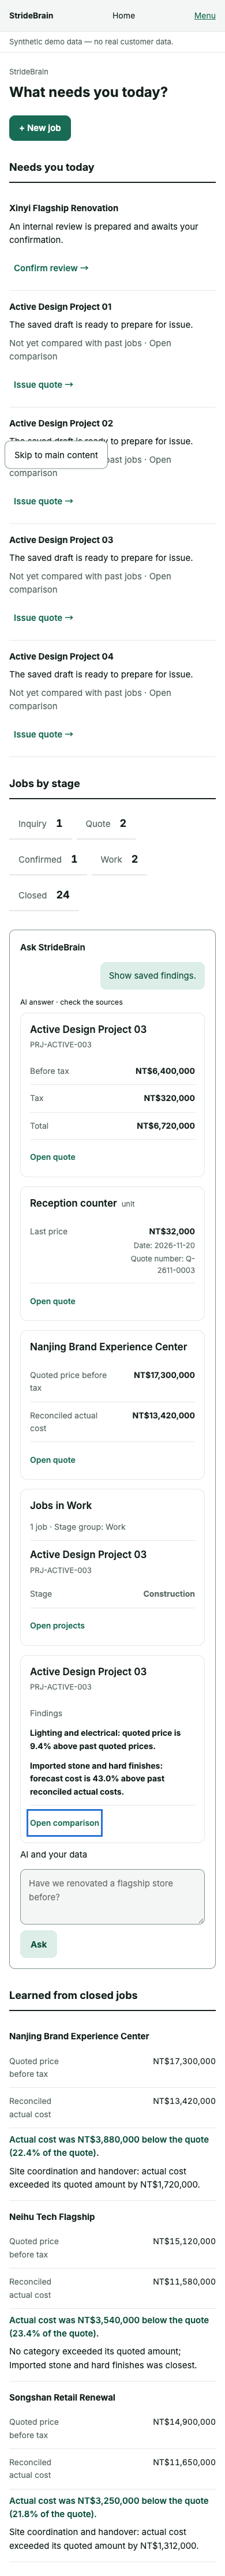 StrideBrain Home Menu
Synthetic demo data — no real customer data.
StrideBrain
What needs you today?
+ New job
Needs you today
Xinyi Flagship Renovation
An internal review is prepared and awaits your
confirmation.
Confirm review →
Active Design Project 01
The saved draft is ready to prepare for issue.
Not yet compared with past jobs · Open
comparison
Issue quote →
Active Design Project 02
ready to prepare for issue.
Skip to main content
past jobs · Open
comparison
Issue quote →
Active Design Project 03
The saved draft is ready to prepare for issue.
Not yet compared with past jobs · Open
comparison
Issue quote →
Active Design Project 04
The saved draft is ready to prepare for issue.
Not yet compared with past jobs · Open
comparison
Issue quote →
Jobs by stage
Inquiry 1 Quote 2
Confirmed 1 Work 2
Closed 24
Ask StrideBrain
Show saved findings.
AI answer · check the sources
Active Design Project 03
PRJ-ACTIVE-003
Before tax NT$6,400,000
Tax NT$320,000
Total NT$6,720,000
Open quote
Reception counter unit
Last price NT$32,000
Date: 2026-11-20
Quote number: Q-
2611-0003
Open quote
Nanjing Brand Experience Center
Quoted price before NT$17,300,000
tax
Reconciled actual NT$13,420,000
cost
Open quote
Jobs in Work
1 job · Stage group: Work
Active Design Project 03
PRJ-ACTIVE-003
Stage Construction
Open projects
Active Design Project 03
PRJ-ACTIVE-003
Findings
Lighting and electrical: quoted price is
9.4% above past quoted prices.
Imported stone and hard finishes:
forecast cost is 43.0% above past
reconciled actual costs.
Open comparison
AI and your data
Have we renovated a flagship store
before?
Ask
Learned from closed jobs
Nanjing Brand Experience Center
Quoted price NT$17,300,000
before tax
Reconciled NT$13,420,000
actual cost
Actual cost was NT$3,880,000 below the quote
(22.4% of the quote).
Site coordination and handover: actual cost
exceeded its quoted amount by NT$1,720,000.
Neihu Tech Flagship
Quoted price NT$15,120,000
before tax
Reconciled NT$11,580,000
actual cost
Actual cost was NT$3,540,000 below the quote
(23.4% of the quote).
No category exceeded its quoted amount;
Imported stone and hard finishes was closest.
Songshan Retail Renewal
Quoted price NT$14,900,000
before tax
Reconciled NT$11,650,000
actual cost
Actual cost was NT$3,250,000 below the quote
(21.8% of the quote).
Site coordination and handover: actual cost
exceeded its quoted amount by NT$1,312,000.